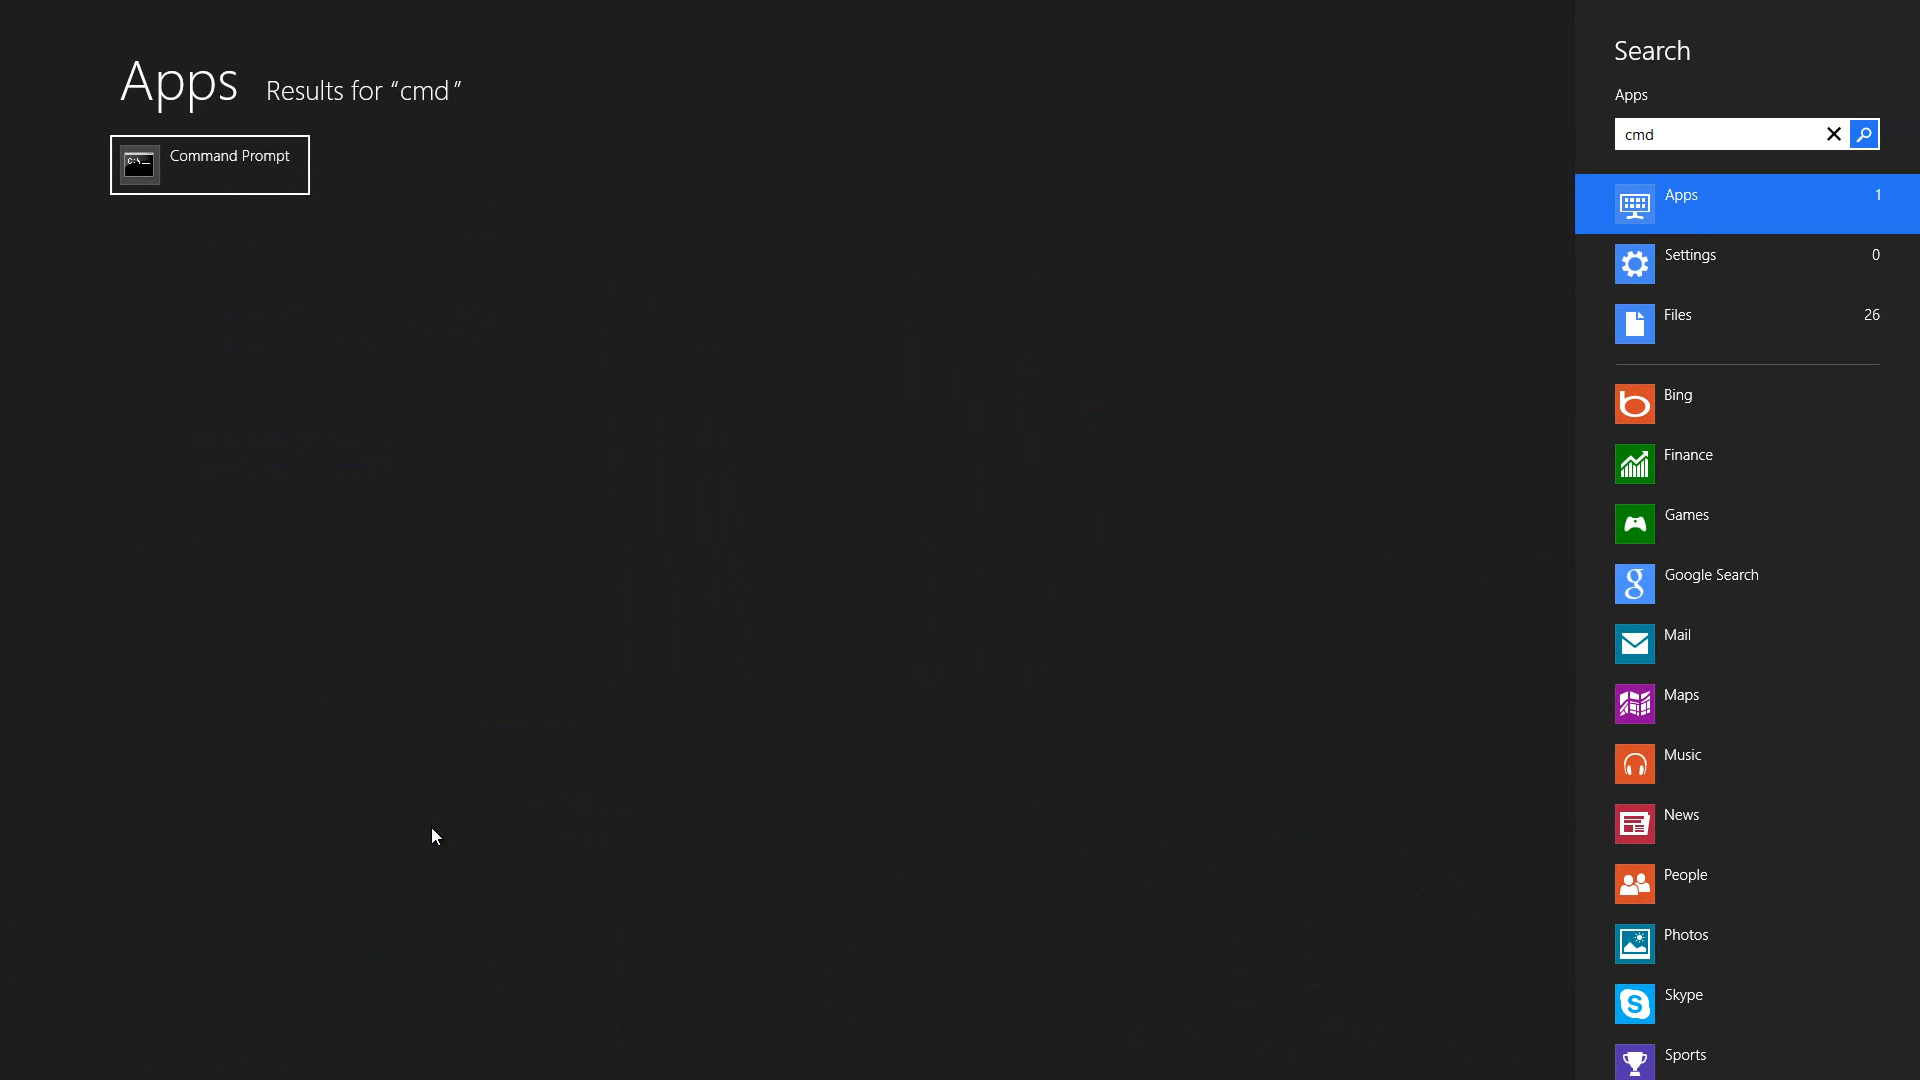 Apps Results for “cmd”
Command Prompt
Search
Apps
cmd
Apps 1
Settings 0
Files 26
Bing
Finance
Games
Google Search
Mail
Maps
Music
News
People
Photos
Skype
Sports